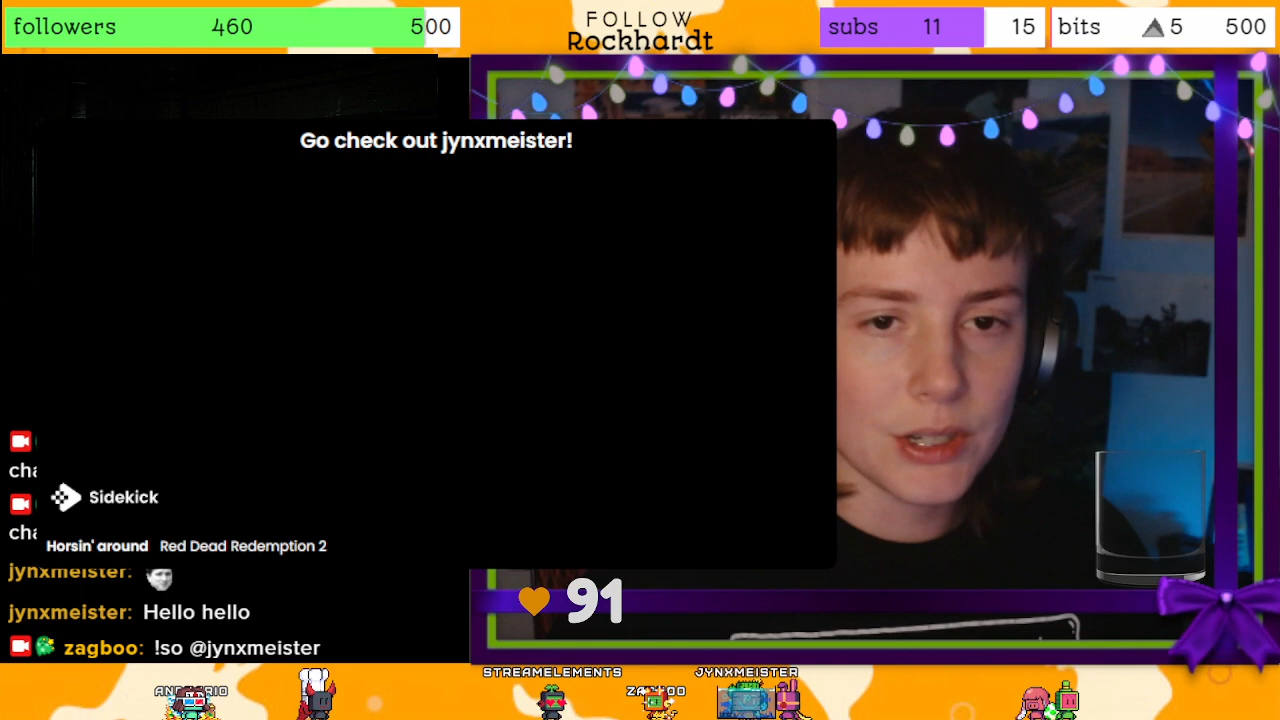 followers 460 500
FOLLOW
Rockhardt
subs 11 15
bits 5 500
Go check out jynxmeister!
Sidekick
Horsin' around Red Dead Redemption 2
jynxmeister:
jynxmeister: Hello hello
zagboo: !so @jynxmeister
91
STREAMELEMENTS
JYNXMEISTER